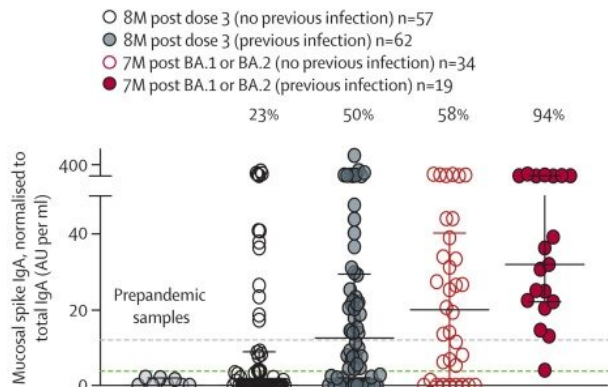 8M post dose 3 (no previous infection) n=57
8M post dose 3 (previous infection) n=62
7M post BA.1 or BA.2 (no previous infection) n=34
7M post BA.1 or BA.2 (previous infection) n=19
23% 50% 58% 94%
Mucosal spike IgA, normalised to
total IgA (AU per ml)
400
40
20
0
Prepandemic
samples